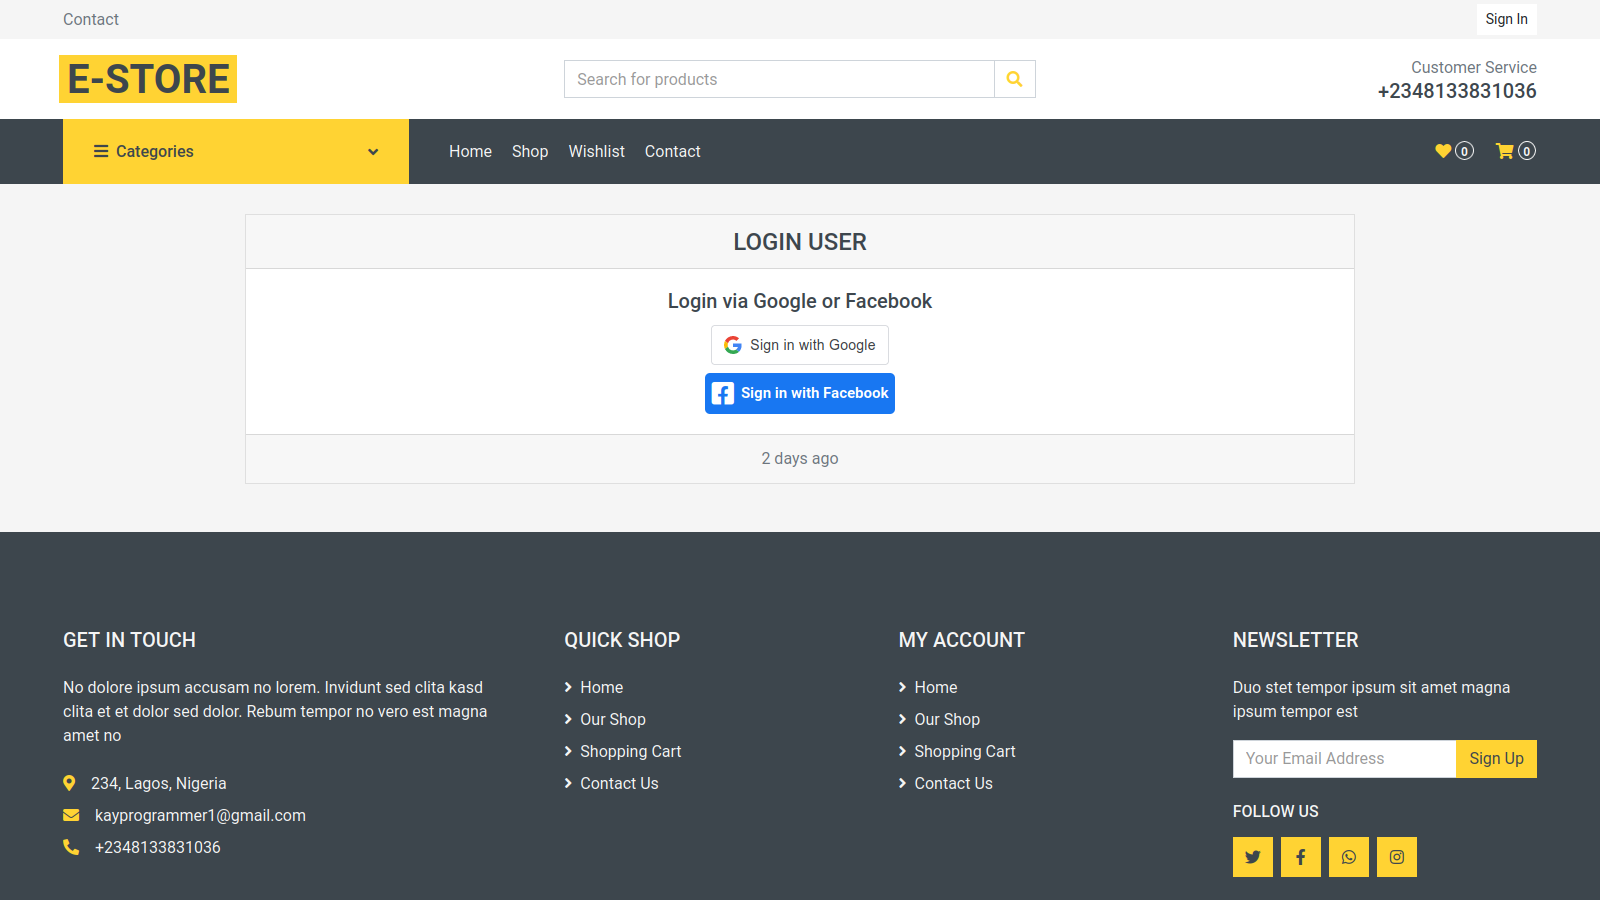 Contact
Sign In
E-STORE
Search for products
Customer Service
+2348133831036
Categories
Home
Shop
Wishlist
Contact
0
0
LOGIN USER
Login via Google or Facebook
Sign in with Google
Sign in with Facebook
2 days ago
GET IN TOUCH
No dolore ipsum accusam no lorem. Invidunt sed clita kasd
clita et et dolor sed dolor. Rebum tempor no vero est magna
amet no
234, Lagos, Nigeria
kayprogrammer1@gmail.com
+2348133831036
QUICK SHOP
Home
Our Shop
Shopping Cart
Contact Us
MY ACCOUNT
Home
Our Shop
Shopping Cart
Contact Us
NEWSLETTER
Duo stet tempor ipsum sit amet magna
ipsum tempor est
Your Email Address
Sign Up
FOLLOW US